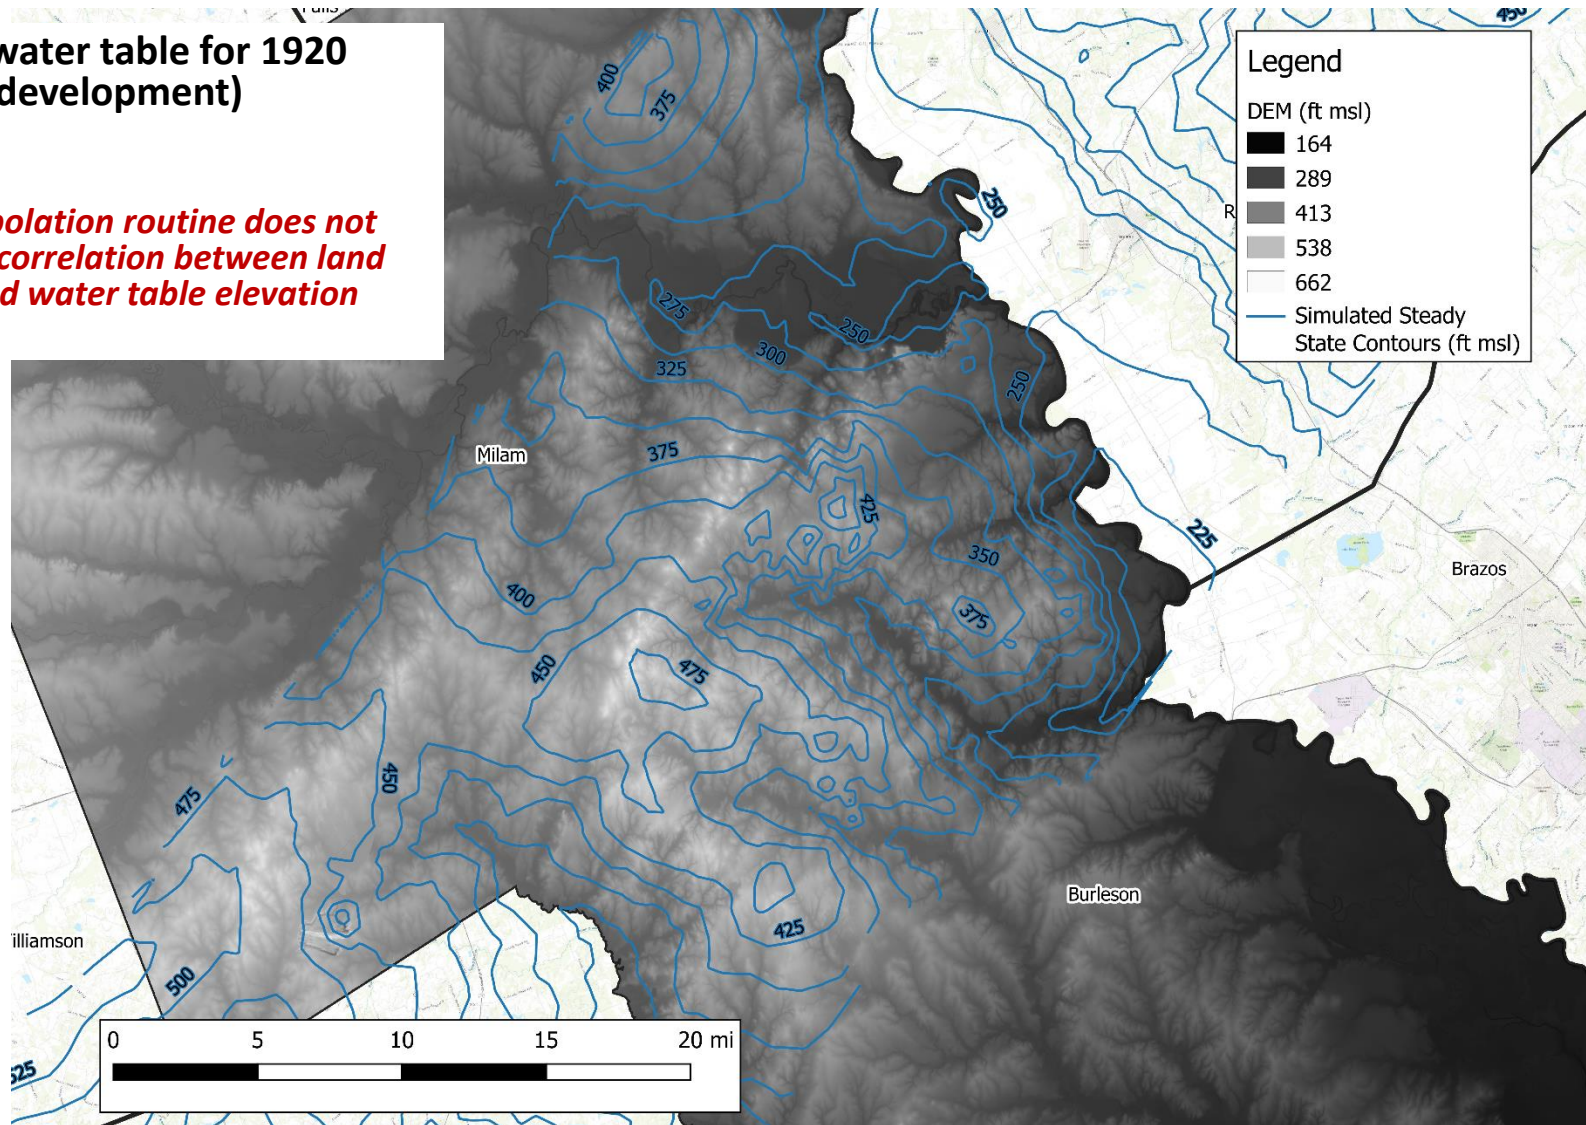 Falls
water table for 1920
development)
polation routine does not
correlation between land
d water table elevation
Legend
DEM (ft msl)
164
289
413
538
662
Simulated Steady
State Contours (ft msl)
450
400
375
250
R
275
250
300
325
250
375
Milam
425
350
225
Brazos
400
375
450
475
450
475
Burleson
illiamson
425
500
525
0 5 10 15 20 mi